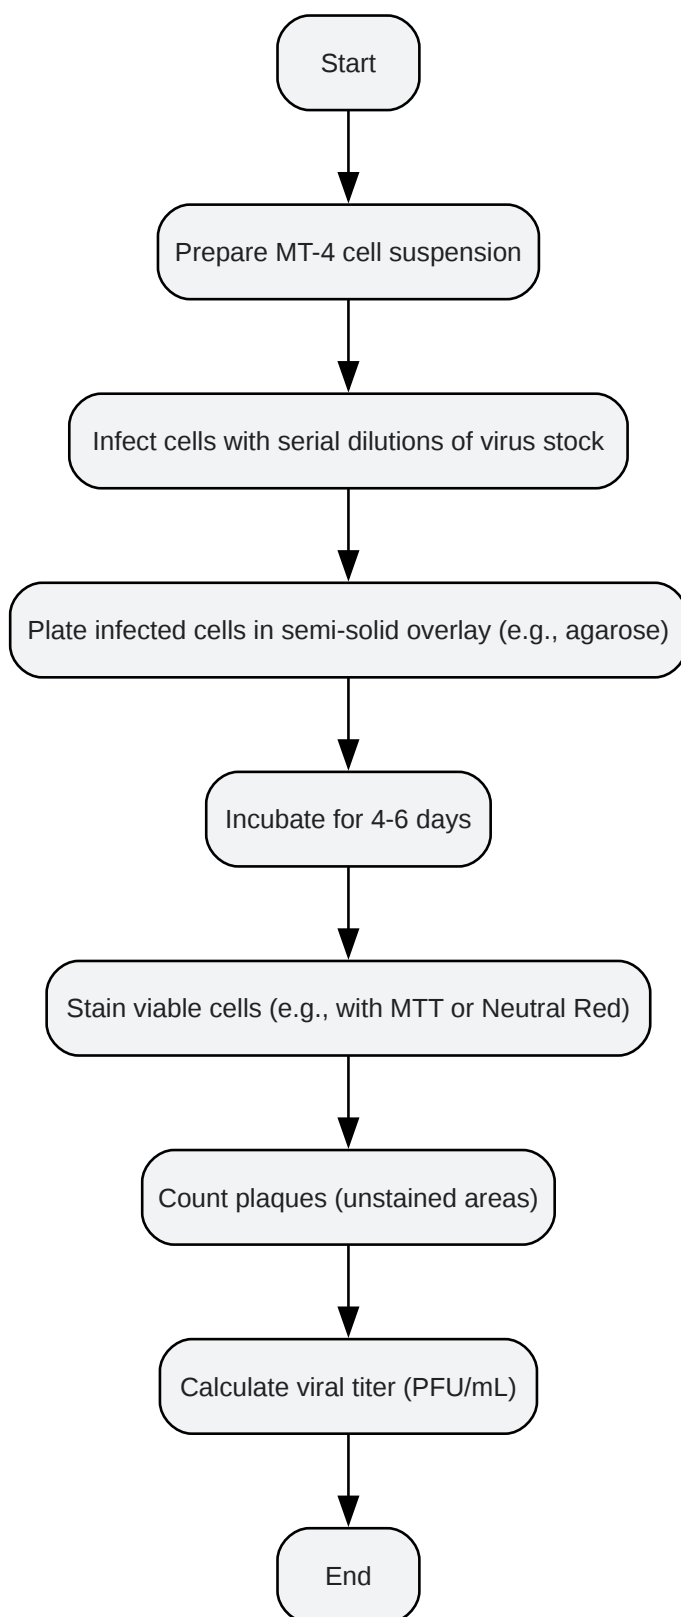 Start
Prepare MT-4 cell suspension
Infect cells with serial dilutions of virus stock
Plate infected cells in semi-solid overlay (e.g., agarose)
Incubate for 4-6 days
Stain viable cells (e.g., with MTT or Neutral Red)
Count plaques (unstained areas)
Calculate viral titer (PFU/mL)
End